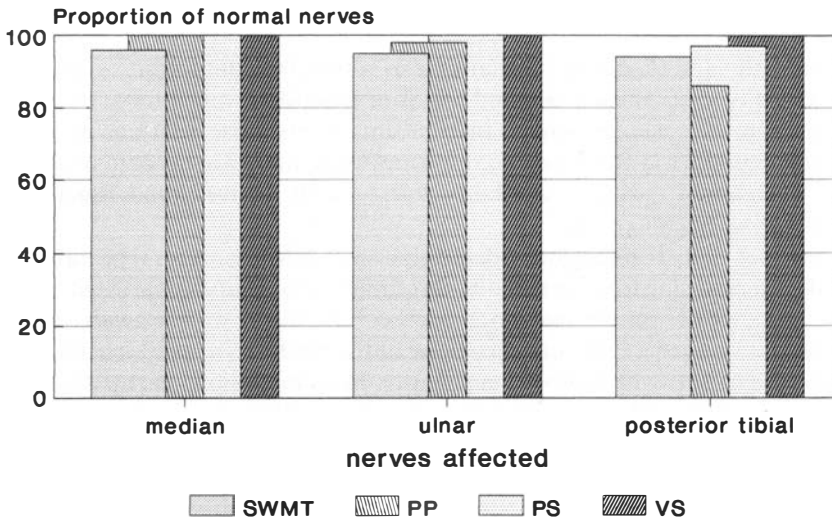 Proportion of normal nerves
100
80
60
40
20
0
median ulnar posterior tibial
nerves affected
SWMT PP PS VS